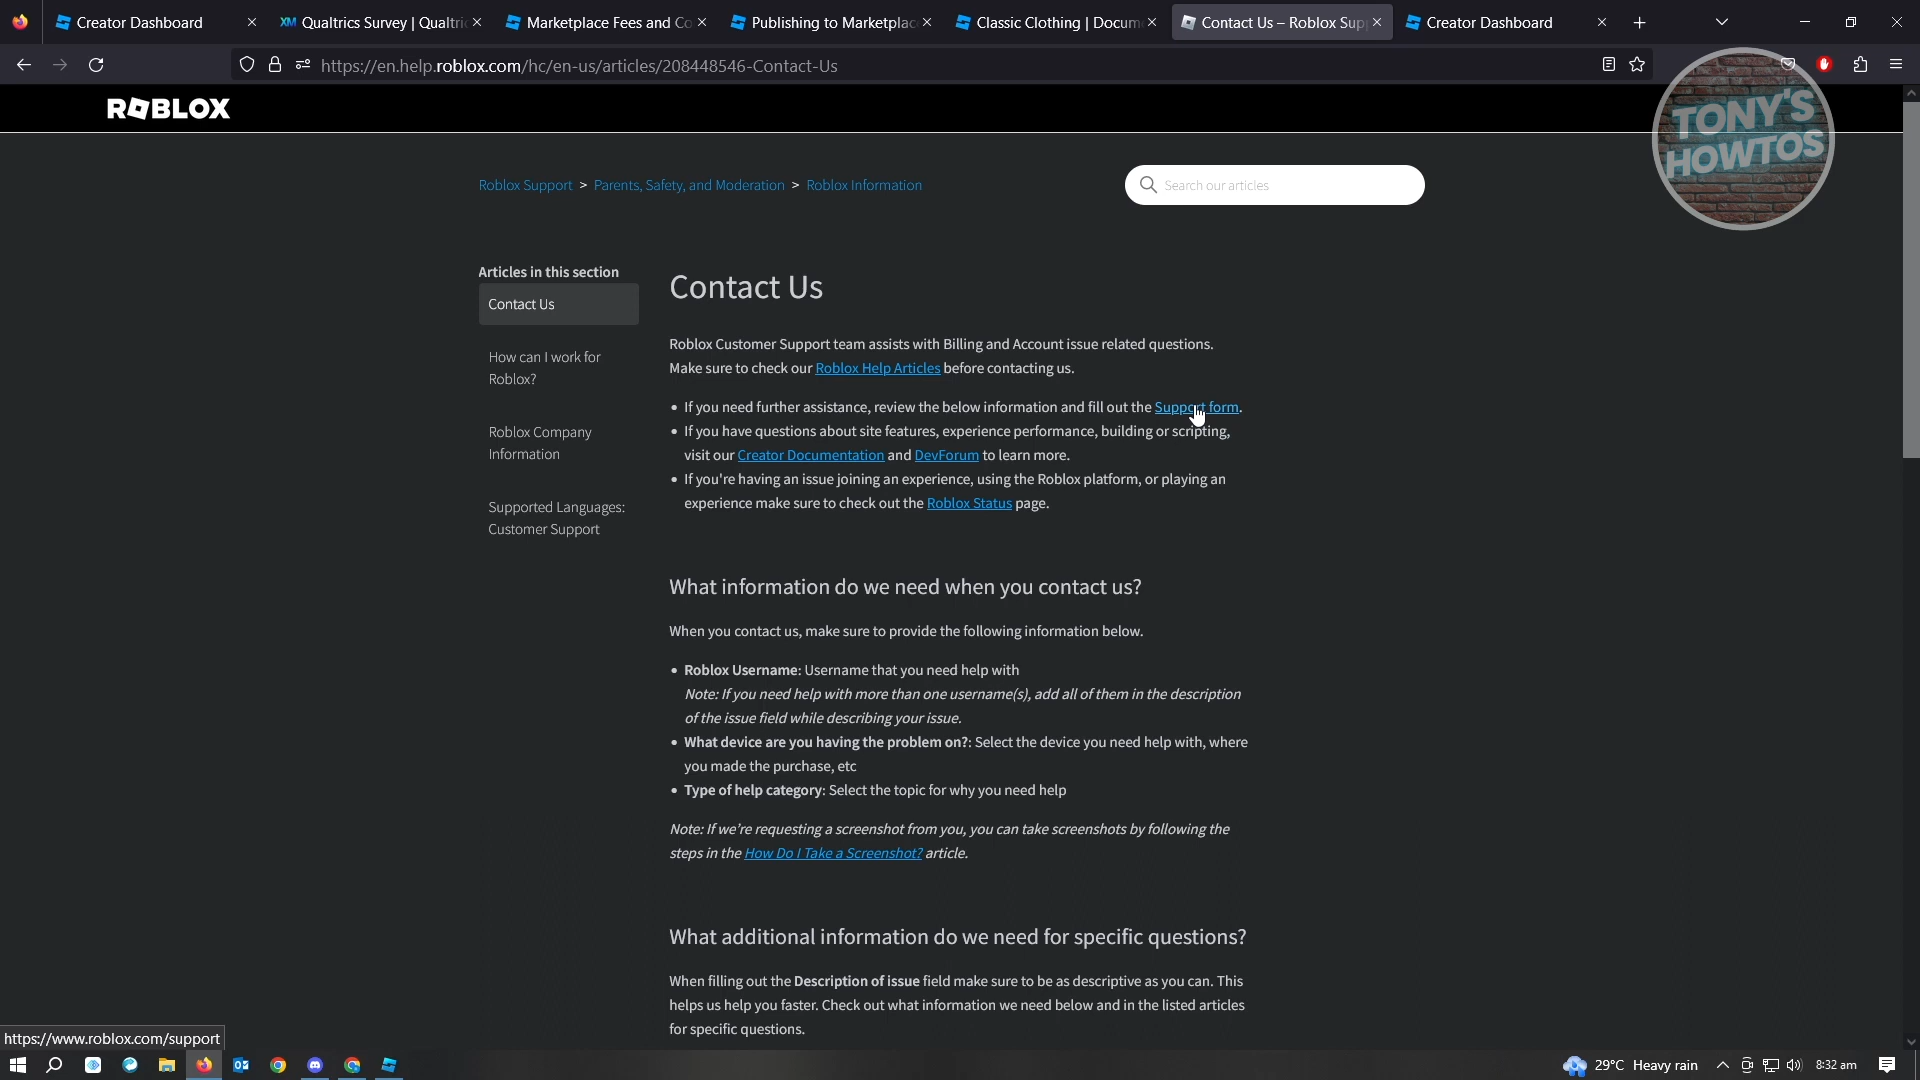 Creator Dashboard
Qualtrics Survey | Qualtri
Marketplace Fees and Co
Publishing to Marketplac
Classic Clothing | Docum
Contact Us – Roblox Sup
Creator Dashboard
https://en.help.roblox.com/hc/en-us/articles/208448546-Contact-Us
ROBLOX
TONY'S
HOWTOS
Roblox Support > Parents, Safety, and Moderation > Roblox Information
Search our articles
Articles in this section
Contact Us
How can I work for
Roblox?
Roblox Company
Information
Supported Languages:
Customer Support
Contact Us
Roblox Customer Support team assists with Billing and Account issue related questions.
Make sure to check our Roblox Help Articles before contacting us.
• If you need further assistance, review the below information and fill out the Support form.
• If you have questions about site features, experience performance, building or scripting,
visit our Creator Documentation and DevForum to learn more.
• If you're having an issue joining an experience, using the Roblox platform, or playing an
experience make sure to check out the Roblox Status page.
What information do we need when you contact us?
When you contact us, make sure to provide the following information below.
• Roblox Username: Username that you need help with
Note: If you need help with more than one username(s), add all of them in the description
of the issue field while describing your issue.
• What device are you having the problem on?: Select the device you need help with, where
you made the purchase, etc
• Type of help category: Select the topic for why you need help
Note: If we're requesting a screenshot from you, you can take screenshots by following the
steps in the How Do I Take a Screenshot? article.
What additional information do we need for specific questions?
When filling out the Description of issue field make sure to be as descriptive as you can. This
helps us help you faster. Check out what information we need below and in the listed articles
for specific questions.
https://www.roblox.com/support
29°C Heavy rain
8:32 am